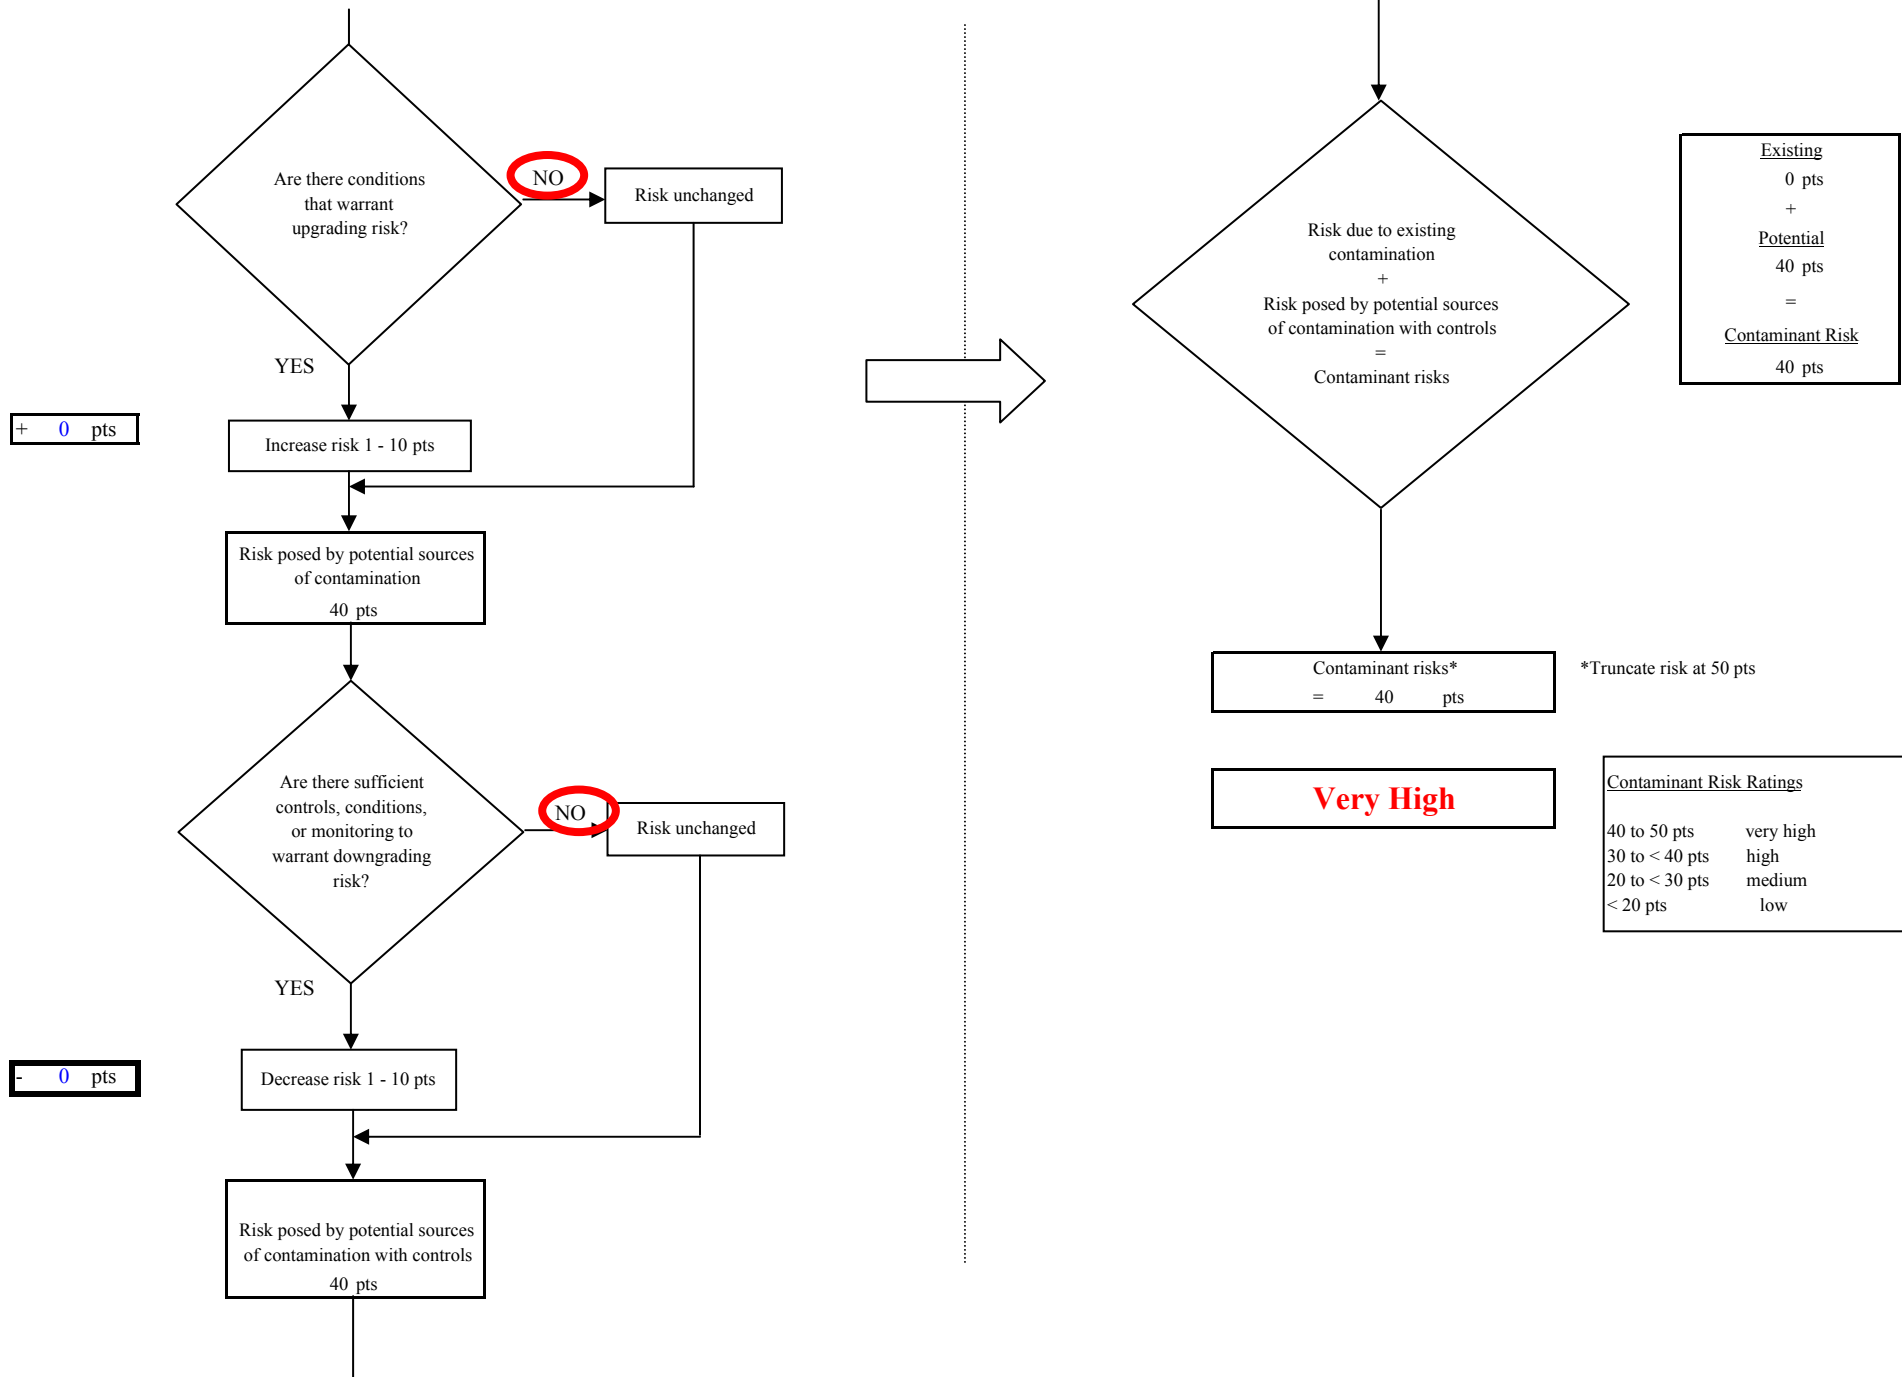 Are there conditions
that warrant
upgrading risk?
NO
Risk unchanged
YES
+ 0 pts
Increase risk 1 - 10 pts
Risk posed by potential sources
of contamination
40 pts
Are there sufficient
controls, conditions,
or monitoring to
warrant downgrading
risk?
NO
Risk unchanged
YES
- 0 pts
Decrease risk 1 - 10 pts
Risk posed by potential sources
of contamination with controls
40 pts
Risk due to existing
contamination
+
Risk posed by potential sources
of contamination with controls
=
Contaminant risks
Existing
0 pts
+
Potential
40 pts
=
Contaminant Risk
40 pts
Contaminant risks*
= 40 pts
*Truncate risk at 50 pts
Very High
Contaminant Risk Ratings
40 to 50 pts very high
30 to < 40 pts high
20 to < 30 pts medium
< 20 pts low